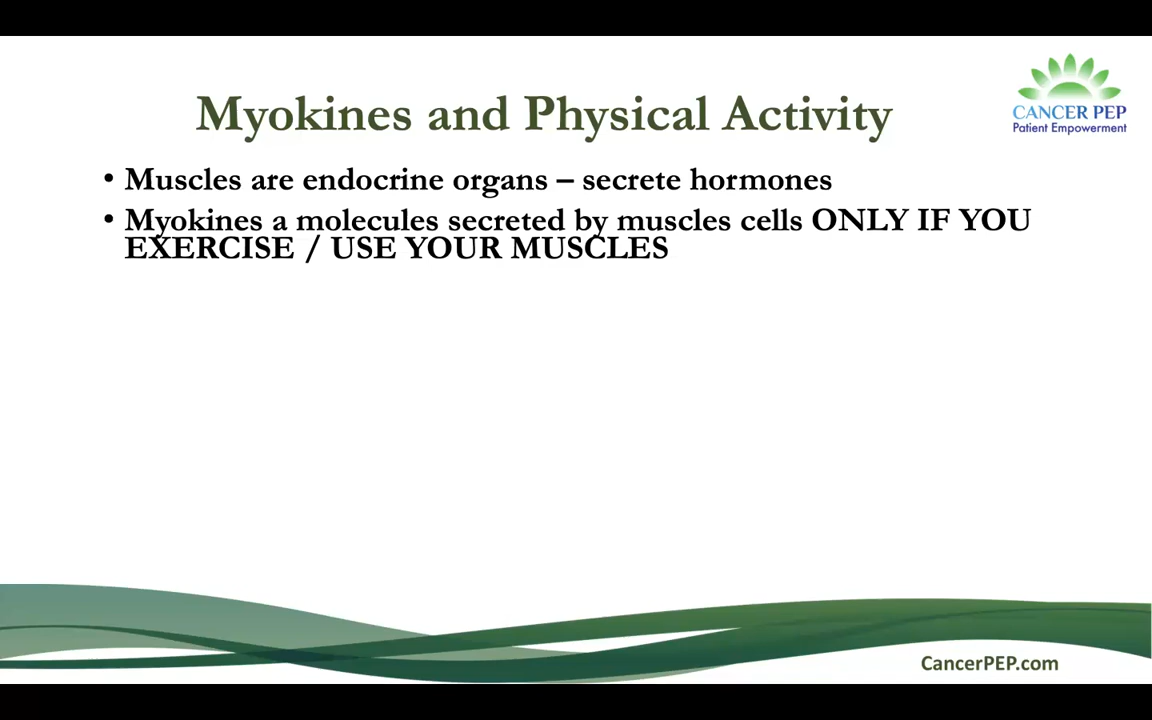 CANCER PEP
Patient Empowerment
Myokines and Physical Activity
• Muscles are endocrine organs – secrete hormones
• Myokines a molecules secreted by muscles cells ONLY IF YOU
EXERCISE / USE YOUR MUSCLES
CancerPEP.com